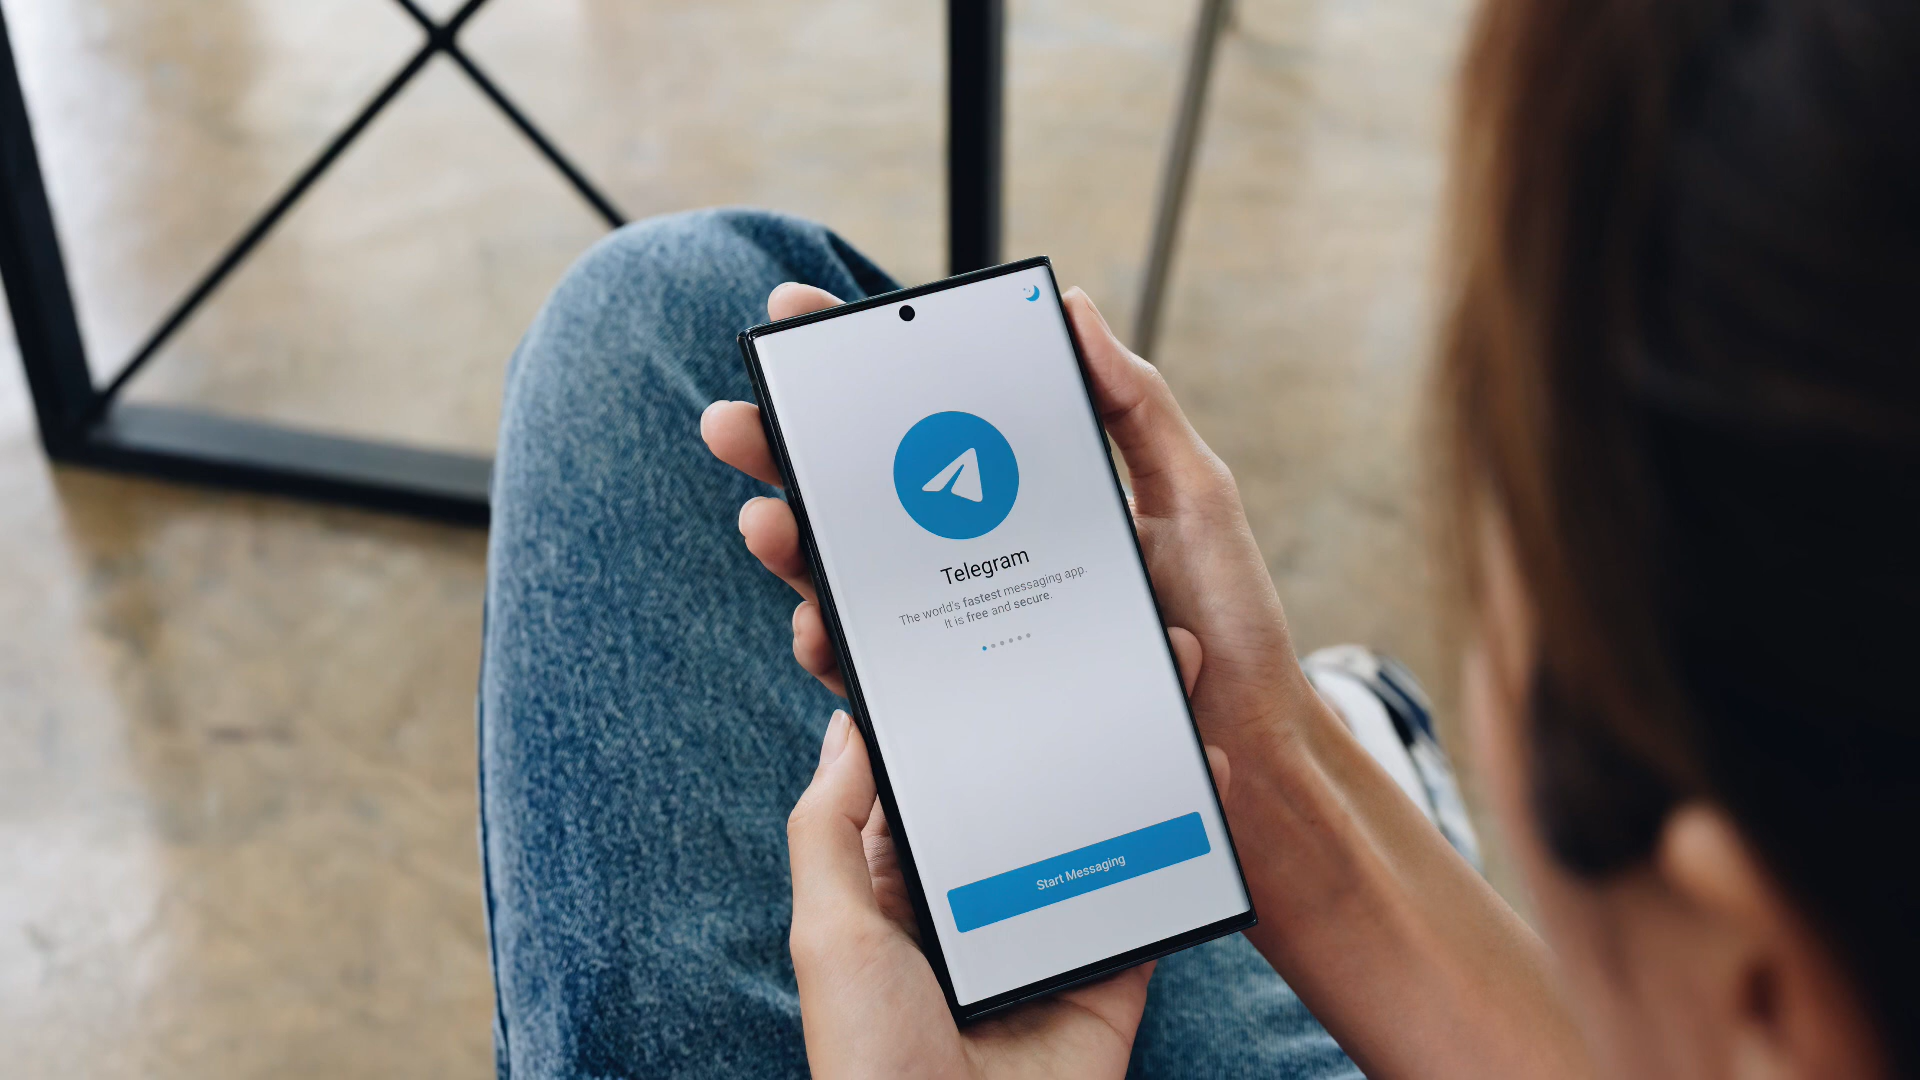 Telegram
The world's fastest messaging app.
It is free and secure.
Start Messaging